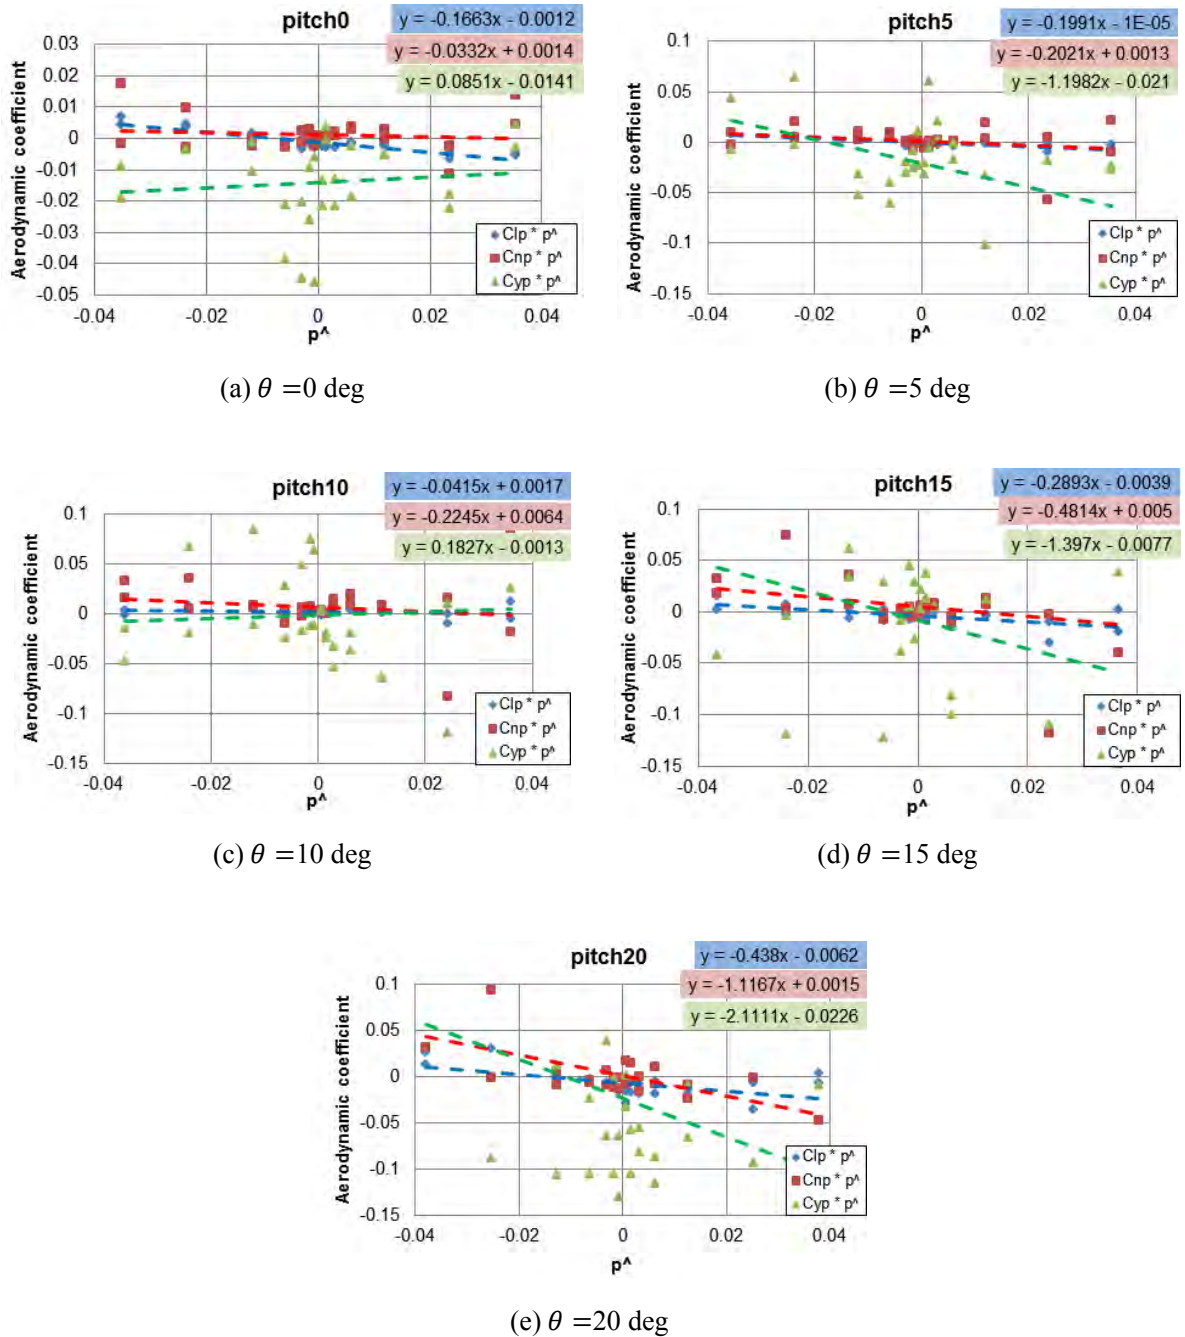 pitch0
y = -0.1663x - 0.0012
y = -0.0332x + 0.0014
y = 0.0851x - 0.0141
Aerodynamic coefficient
0.03
0.02
0.01
0
-0.01
-0.02
-0.03
-0.04
-0.05
Clp * p^
Cnp * p^
Cyp * p^
-0.04 -0.02 0 0.02 0.04
p^
(a) θ =0 deg
pitch5
y = -0.1991x - 1E-05
y = -0.2021x + 0.0013
y = -1.1982x - 0.021
Aerodynamic coefficient
0.1
0.05
0
-0.05
-0.1
-0.15
Clp * p^
Cnp * p^
Cyp * p^
-0.04 -0.02 0 0.02 0.04
p^
(b) θ =5 deg
pitch10
y = -0.0415x + 0.0017
y = -0.2245x + 0.0064
y = 0.1827x - 0.0013
Aerodynamic coefficient
0.1
0.05
0
-0.05
-0.1
-0.15
Clp * p^
Cnp * p^
Cyp * p^
-0.04 -0.02 0 0.02 0.04
p^
(c) θ =10 deg
pitch15
y = -0.2893x - 0.0039
y = -0.4814x + 0.005
y = -1.397x - 0.0077
Aerodynamic coefficient
0.1
0.05
0
-0.05
-0.1
-0.15
Clp * p^
Cnp * p^
Cyp * p^
-0.04 -0.02 0 0.02 0.04
p^
(d) θ =15 deg
pitch20
y = -0.438x - 0.0062
y = -1.1167x + 0.0015
y = -2.1111x - 0.0226
Aerodynamic coefficient
0.1
0.05
0
-0.05
-0.1
-0.15
Clp * p^
Cnp * p^
Cyp * p^
-0.04 -0.02 0 0.02 0.04
p^
(e) θ =20 deg